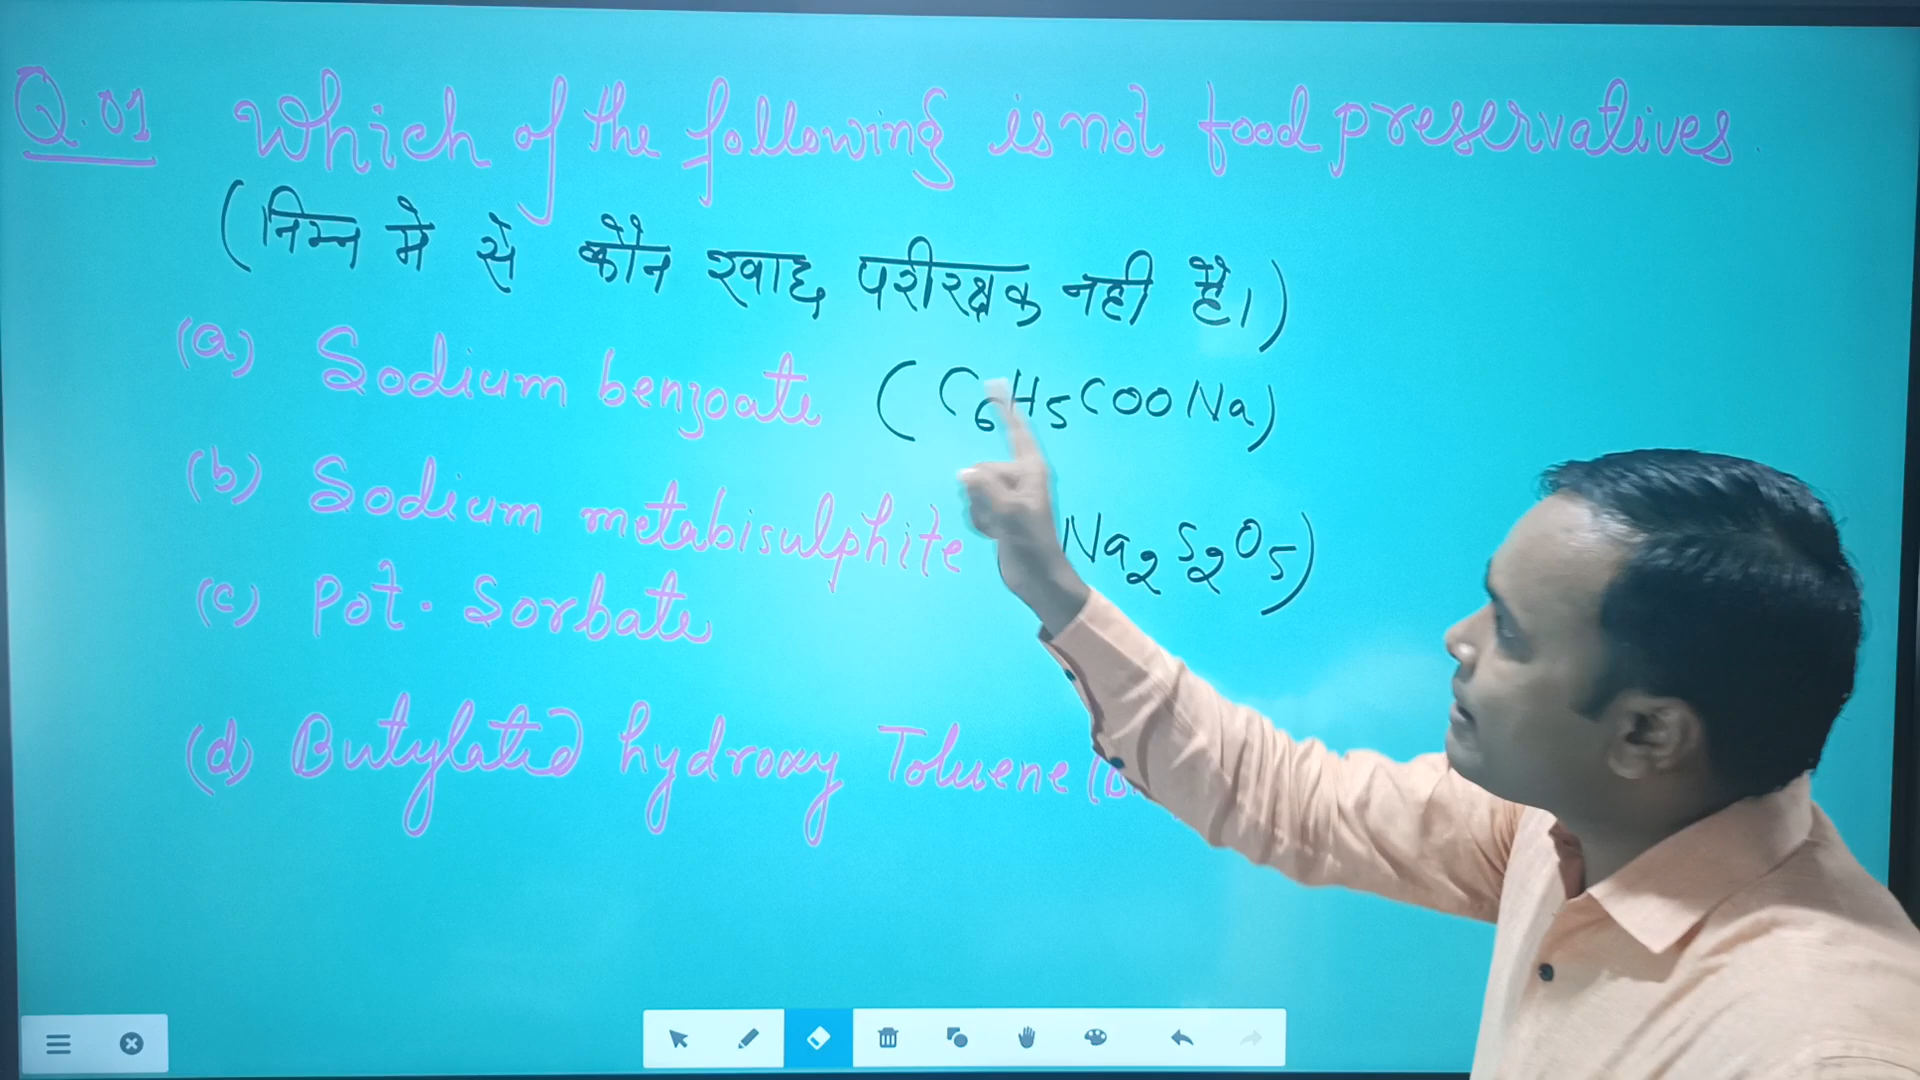 Q.01 Which of the following is not food preservatives
(निम्न मे से कौन खाद्य परीरक्षक नही है।)
(a) Sodium benzoate (C6H5COONa)
(b) Sodium metabisulphite Na2S2O5)
(c) Pot. Sorbate
(d) Butylated hydroxy Toluene